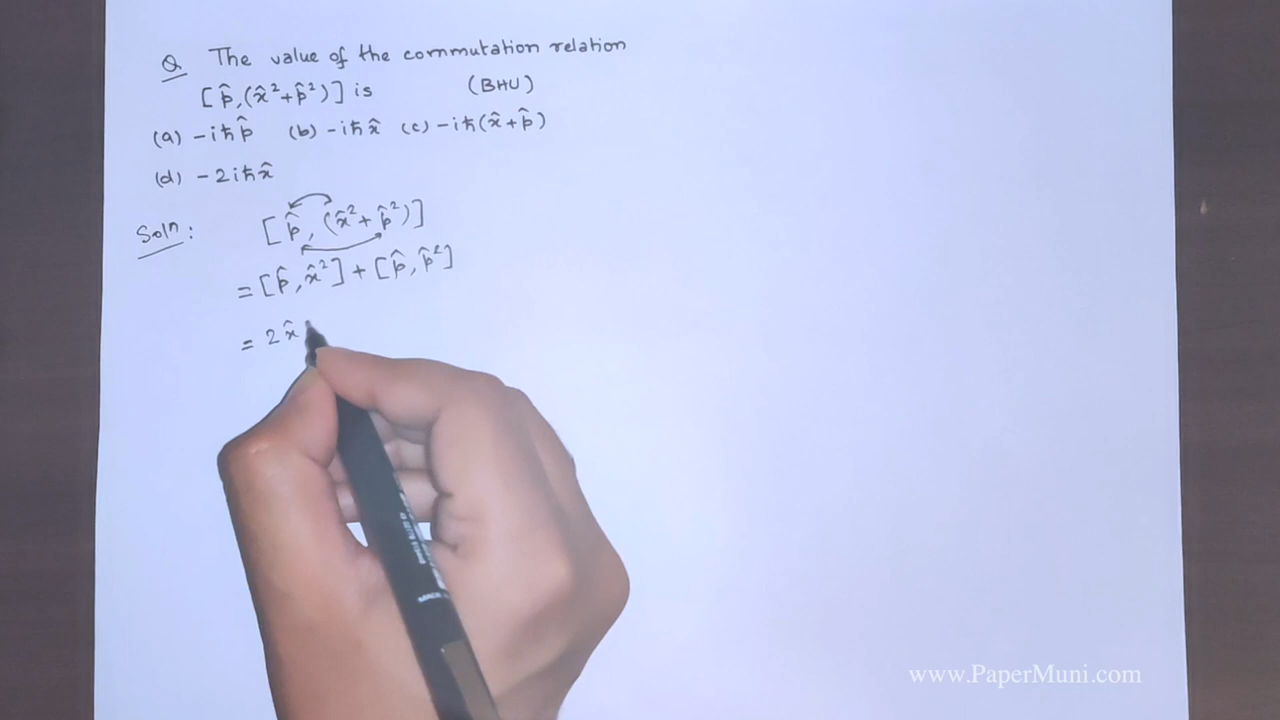 Q. The value of the commutation relation
[p̂,(x̂²+p̂²)] is (BHU)
(a) -iħp̂ (b) -iħx̂ (c) -iħ(x̂+p̂)
(d) -2iħx̂
Solⁿ: [p̂, (x̂²+p̂²)]
= [p̂, x̂²] + [p̂, p̂²]
= 2x̂
www.PaperMuni.com